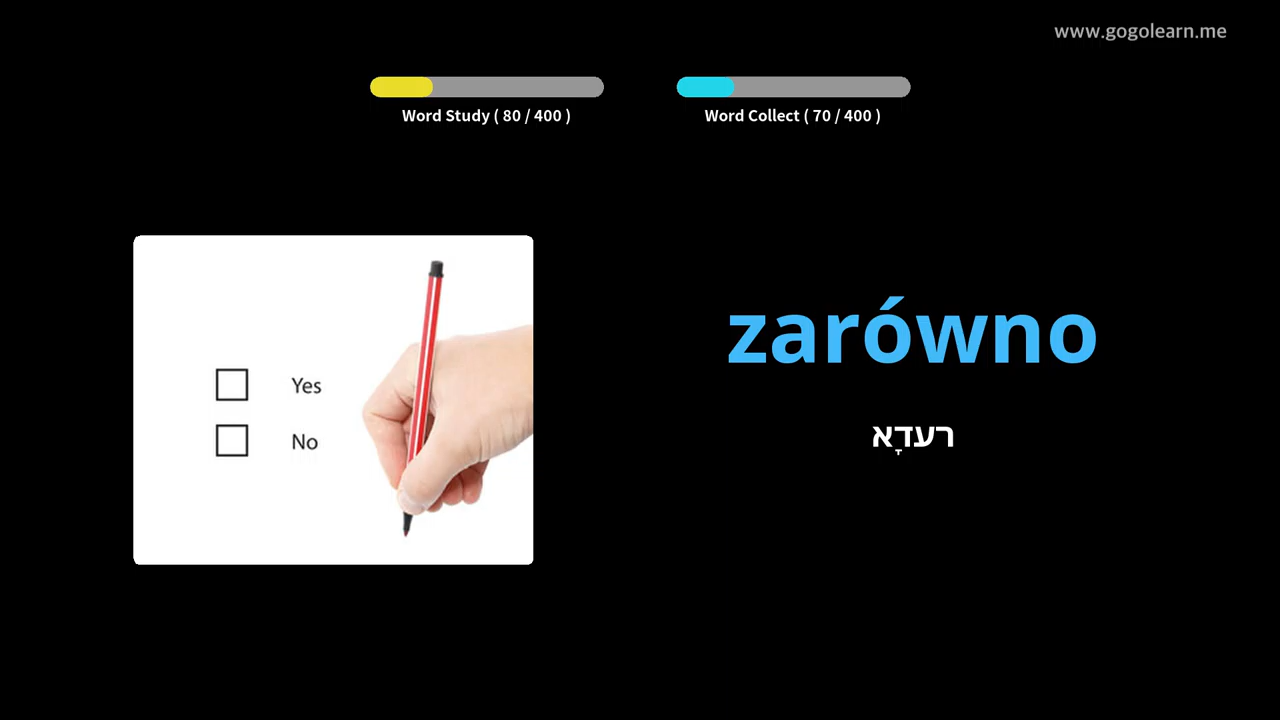 www.gogolearn.me
Word Study ( 80 / 400 )
Word Collect ( 70 / 400 )
Yes
No
zarówno
רעדָא